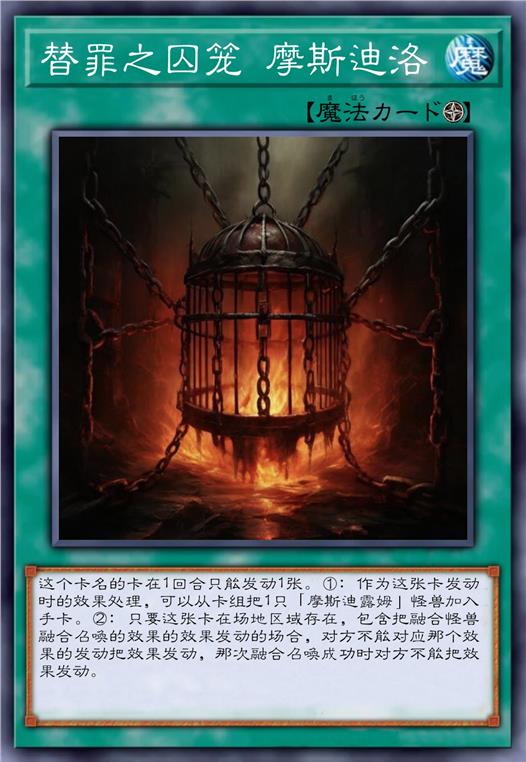 替罪之囚笼 摩斯迪洛
魔
【魔法カード】
まほう
这个卡名的卡在1回合只能发动1张。①：作为这张卡发动
时的效果处理，可以从卡组把1只「摩斯迪露姆」怪兽加入
手卡。②：只要这张卡在场地区域存在，包含把融合怪兽
融合召唤的效果的效果发动的场合，对方不能对应那个效
果的发动把效果发动，那次融合召唤成功时对方不能把效
果发动。